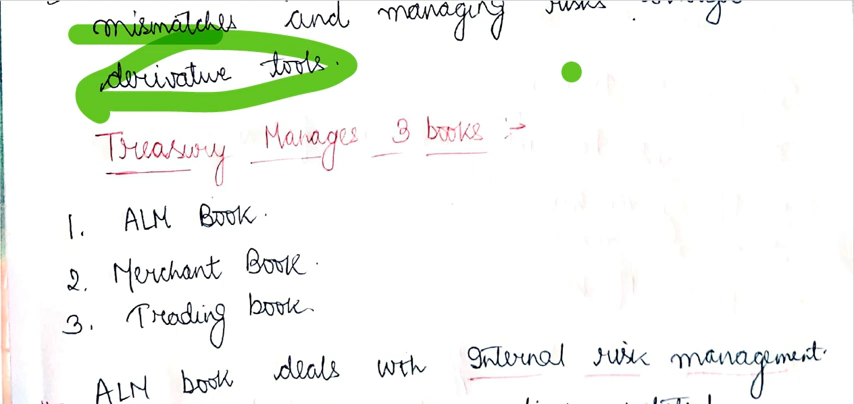 mismatches and managing risks
derivative tools.
Treasury Manages 3 books :-
1. ALM Book.
2. Merchant Book.
3. Trading book.
ALM book deals with Internal risk management.